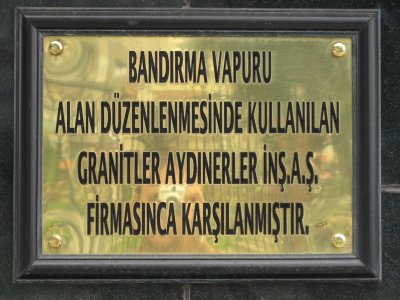 BANDIRMA VAPURU
ALAN DÜZENLENMESİNDE KULLANILAN
GRANİTLER AYDINERLER İNŞ.A.Ş.
FİRMASINCA KARŞILANMIŞTIR.